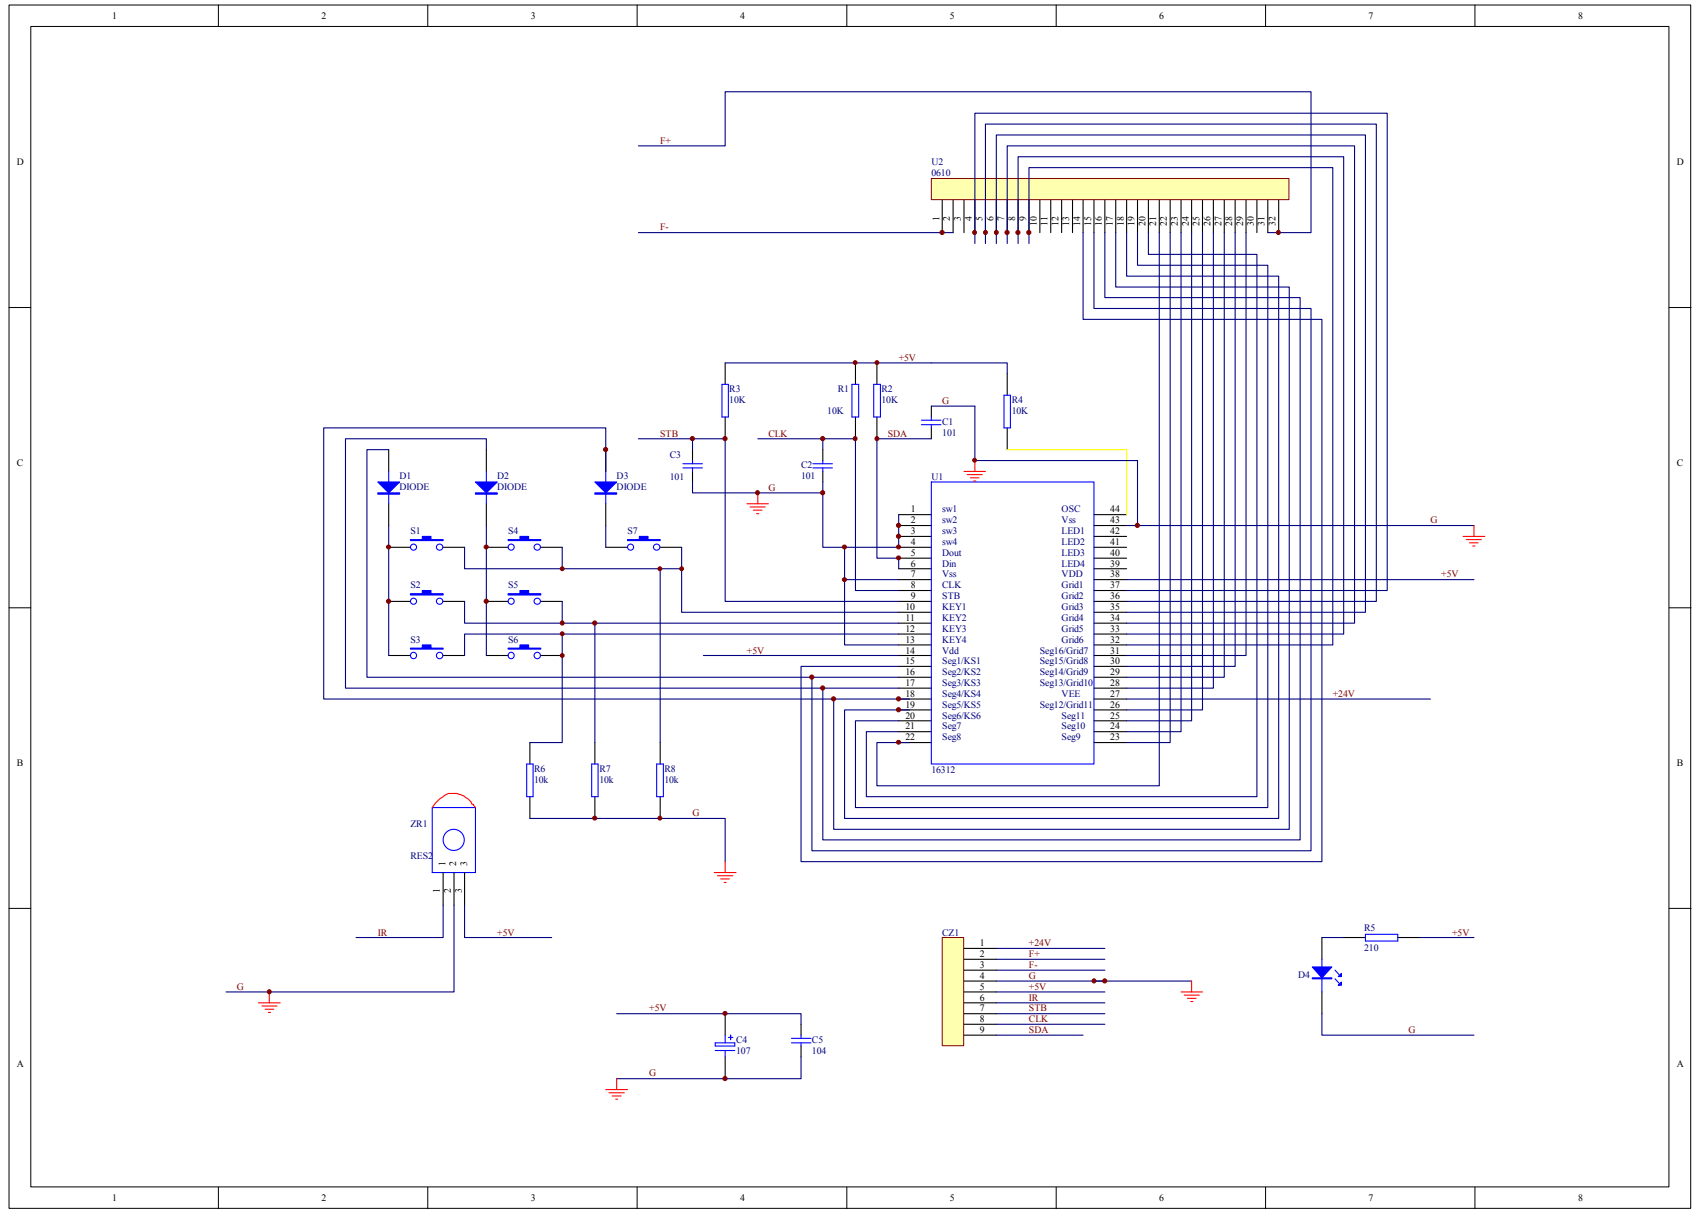 1 2 3 4 5 6 7 8
D D
C C
B B
A A
F+
F-
U2
0610
1 2 3 4 5 6 7 8 9 10 11 12 13 14 15 16 17 18 19 20 21 22 23 24 25 26 27 28 29 30 31 32
+5V
R3
10K
R1
10K
R2
10K
R4
10K
G
C1
101
STB
CLK
SDA
C3
101
C2
101
G
D1
DIODE
D2
DIODE
D3
DIODE
S1
S4
S7
S2
S5
S3
S6
U1
1 sw1 OSC 44
2 sw2 Vss 43
3 sw3 LED1 42
4 sw4 LED2 41
5 Dout LED3 40
6 Din LED4 39
7 Vss VDD 38
8 CLK Grid1 37
9 STB Grid2 36
10 KEY1 Grid3 35
11 KEY2 Grid4 34
12 KEY3 Grid5 33
13 KEY4 Grid6 32
14 Vdd Seg16/Grid7 31
15 Seg1/KS1 Seg15/Grid8 30
16 Seg2/KS2 Seg14/Grid9 29
17 Seg3/KS3 Seg13/Grid10 28
18 Seg4/KS4 VEE 27
19 Seg5/KS5 Seg12/Grid11 26
20 Seg6/KS6 Seg11 25
21 Seg7 Seg10 24
22 Seg8 Seg9 23
16312
G
+5V
+5V
+24V
R6
10k
R7
10k
R8
10k
G
ZR1
RES2
1 2 3
1 2 3
IR
+5V
G
+5V
C4
107
C5
104
G
CZ1
1 +24V
2 F+
3 F-
4 G
5 +5V
6 IR
7 STB
8 CLK
9 SDA
R5
210
+5V
D4
G
1 2 3 4 5 6 7 8